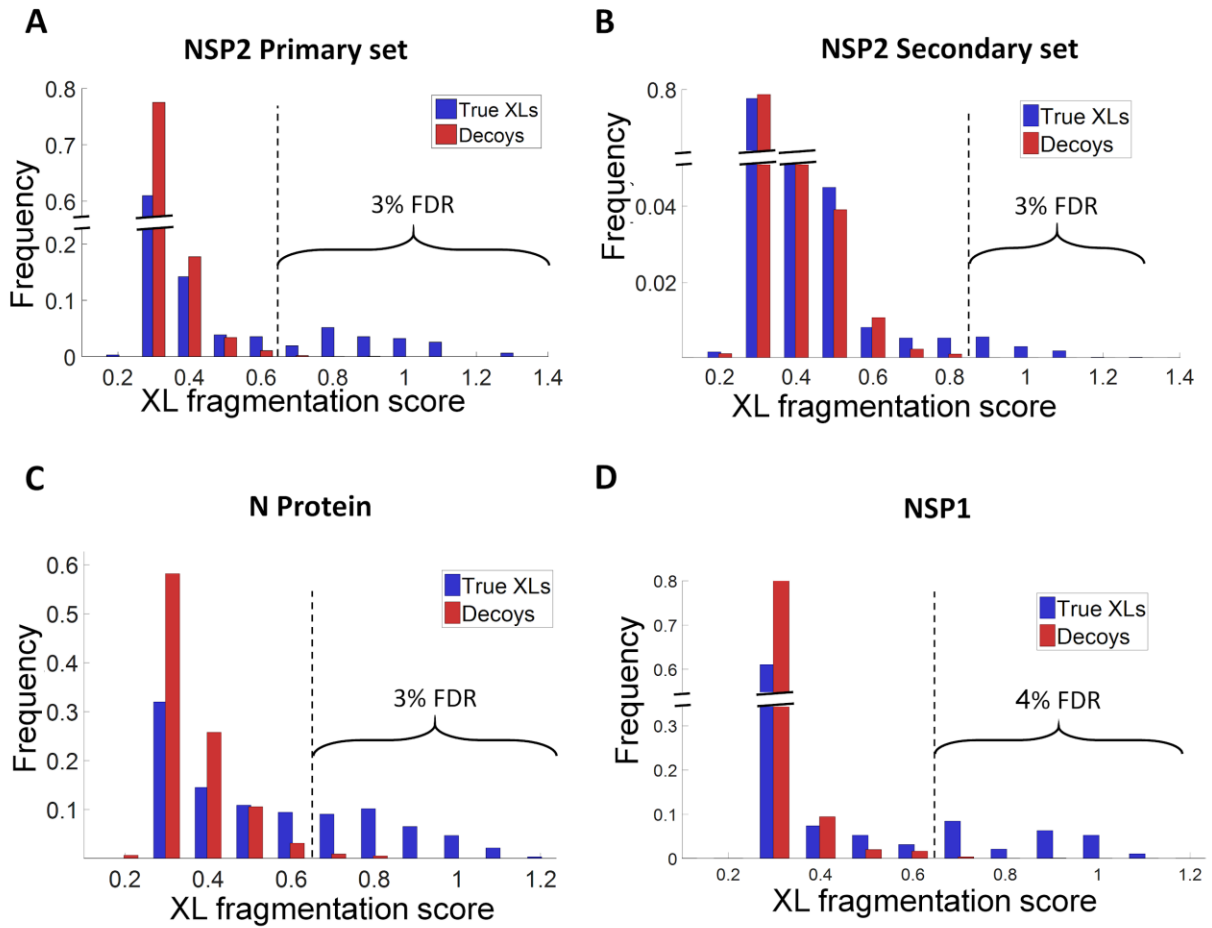 A
NSP2 Primary set
Frequency
0.8
0.7
0.6
0.2
0.1
0
True XLs
Decoys
3% FDR
0.2 0.4 0.6 0.8 1 1.2 1.4
XL fragmentation score
B
NSP2 Secondary set
Frequency
0.8
0.04
0.02
True XLs
Decoys
3% FDR
0.2 0.4 0.6 0.8 1.0 1.2 1.4
XL fragmentation score
C
N Protein
Frequency
0.6
0.5
0.4
0.3
0.2
0.1
True XLs
Decoys
3% FDR
0.2 0.4 0.6 0.8 1 1.2
XL fragmentation score
D
NSP1
Frequency
0.8
0.7
0.6
0.3
0.2
0.1
0
True XLs
Decoys
4% FDR
0.2 0.4 0.6 0.8 1 1.2
XL fragmentation score